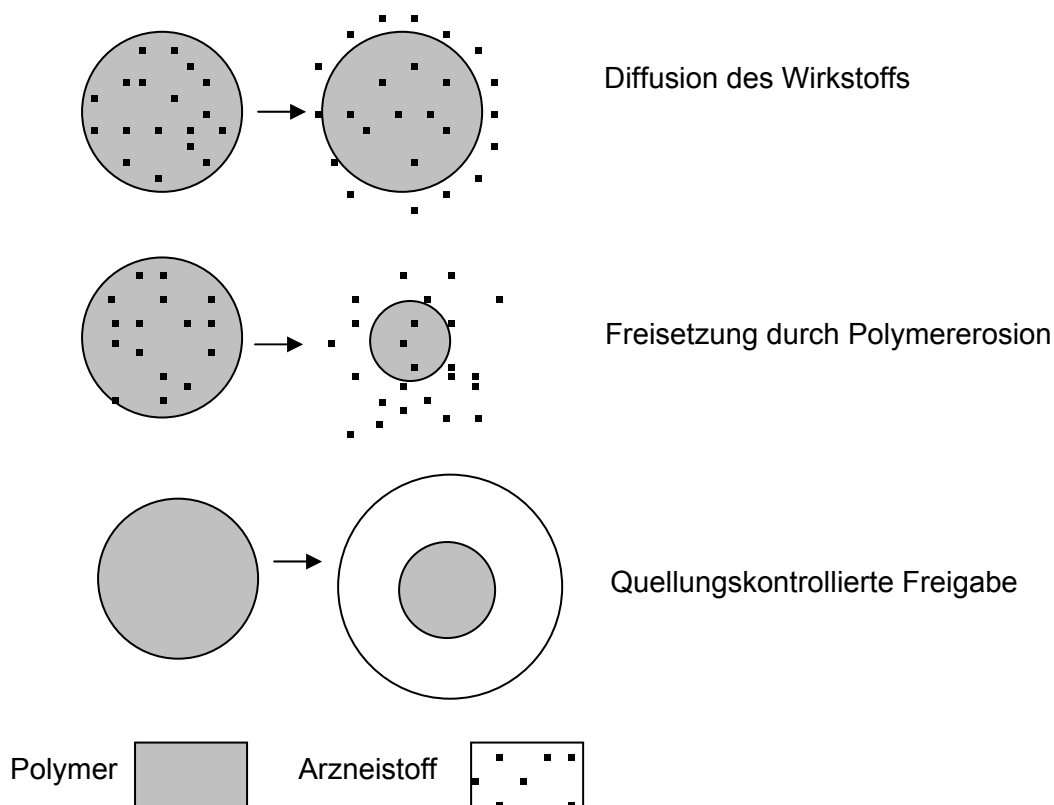 Diffusion des Wirkstoffs
Freisetzung durch Polymererosion
Quellungskontrollierte Freigabe
Polymer Arzneistoff